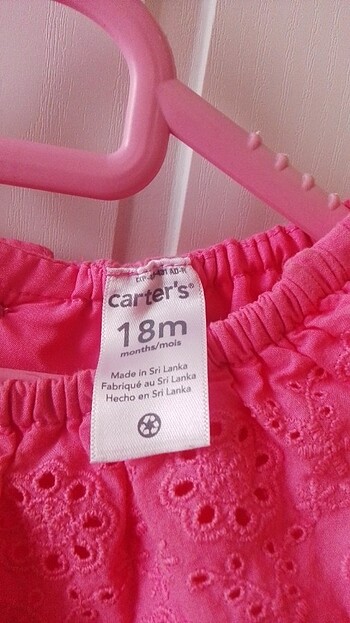 carter's®
18m
months/mois
Made in Sri Lanka
Fabriqué au Sri Lanka
Hecho en Sri Lanka